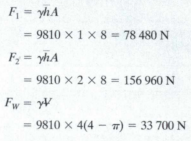 F₁ = γh̄A
= 9810 × 1 × 8 = 78 480 N
F₂ = γh̄A
= 9810 × 2 × 8 = 156 960 N
F_W = γV̶
= 9810 × 4(4 − π) = 33 700 N